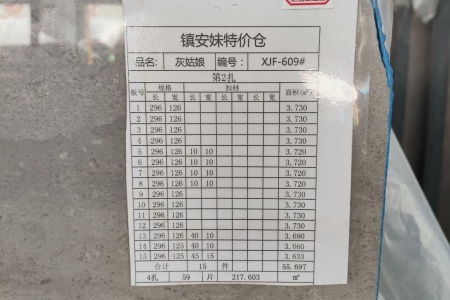 镇安妹特价仓
品名: 灰姑娘 编号: XJF-609#
第2扎
板号 规格 扣材 面积(㎡)
长 宽 长 宽 长 宽 长 宽
1 296 126 3.730
2 296 126 3.730
3 296 126 3.730
4 296 126 3.730
5 296 126 10 10 3.720
6 296 126 10 10 3.720
7 296 126 10 10 3.720
8 296 126 10 10 3.720
9 296 126 3.730
10 296 126 3.730
11 296 126 3.730
12 296 126 3.730
13 296 126 40 10 3.690
14 296 125 40 10 3.660
15 296 125 45 15 3.633
合计 15 件 55.697
4扎 59 片 217.603 ㎡